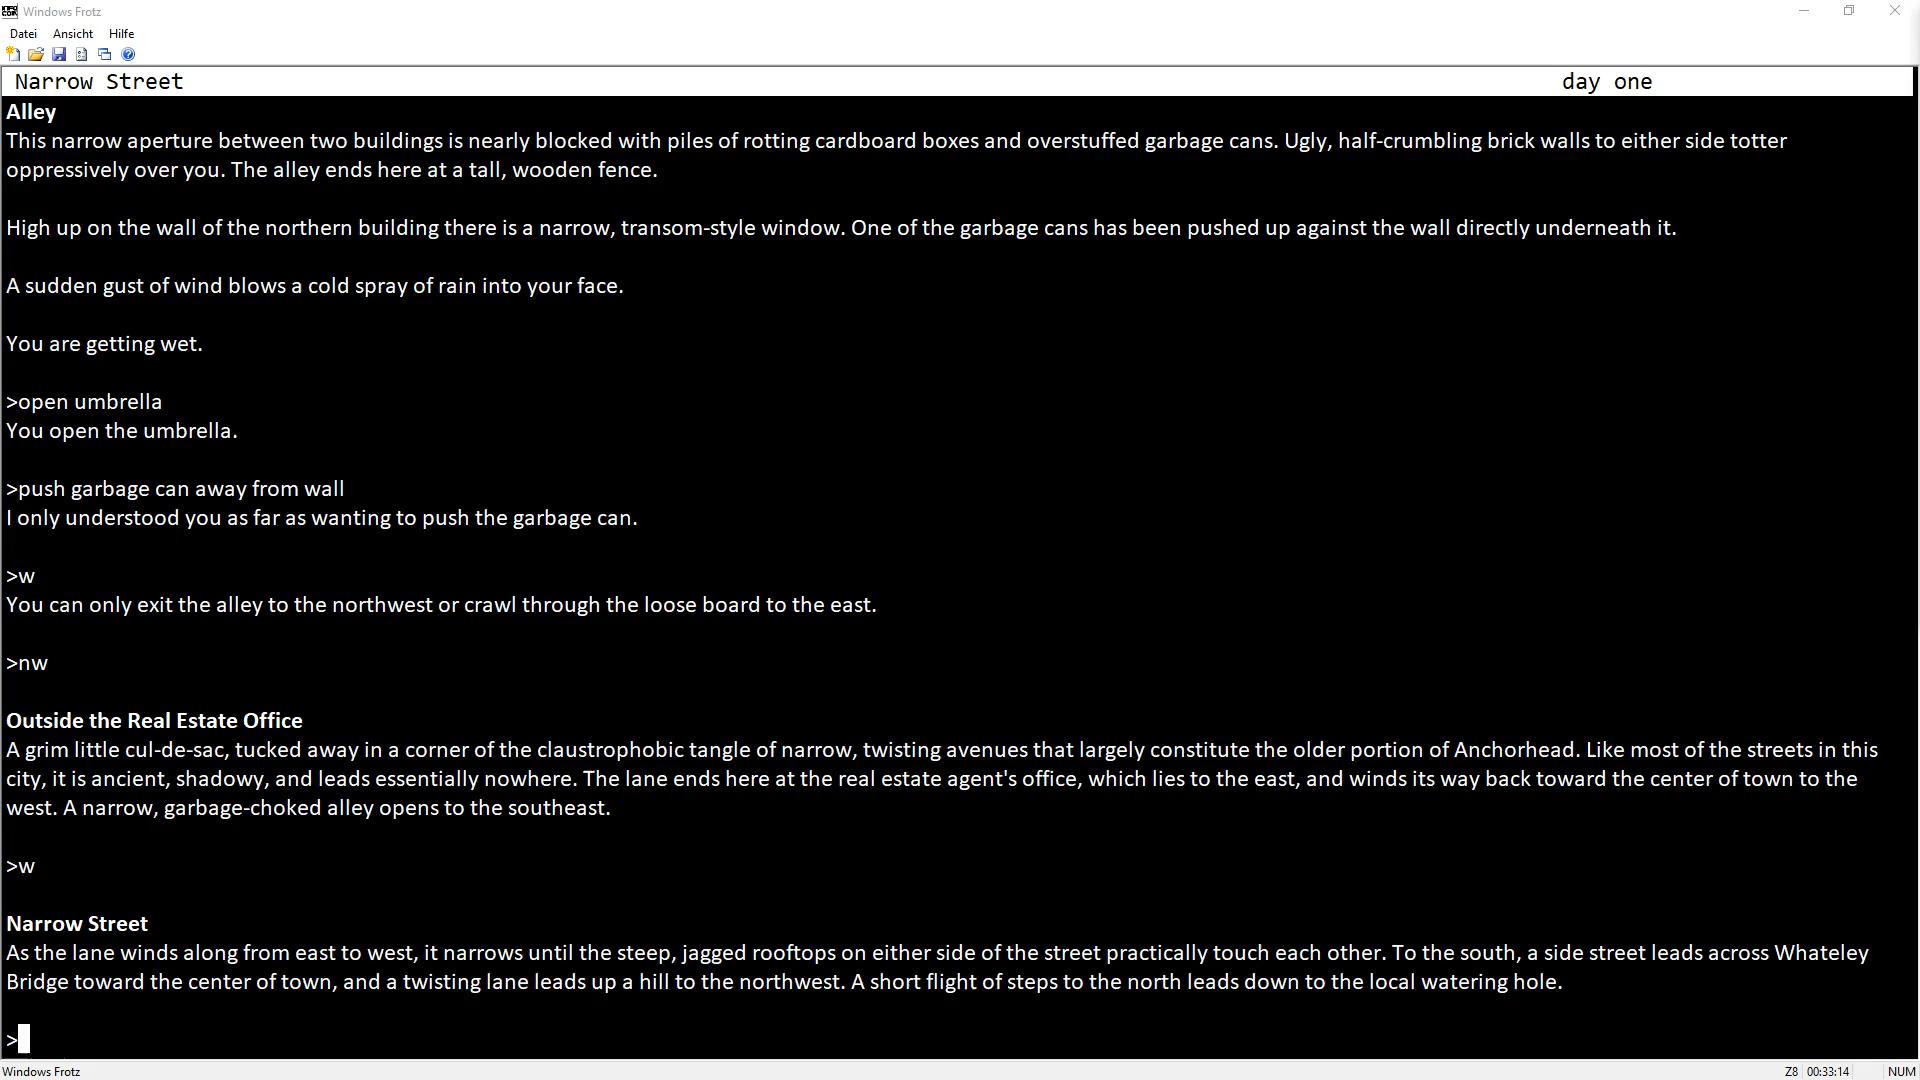 Windows Frotz
Datei Ansicht Hilfe
Narrow Street day one
Alley
This narrow aperture between two buildings is nearly blocked with piles of rotting cardboard boxes and overstuffed garbage cans. Ugly, half-crumbling brick walls to either side totter
oppressively over you. The alley ends here at a tall, wooden fence.
High up on the wall of the northern building there is a narrow, transom-style window. One of the garbage cans has been pushed up against the wall directly underneath it.
A sudden gust of wind blows a cold spray of rain into your face.
You are getting wet.
>open umbrella
You open the umbrella.
>push garbage can away from wall
I only understood you as far as wanting to push the garbage can.
>w
You can only exit the alley to the northwest or crawl through the loose board to the east.
>nw
Outside the Real Estate Office
A grim little cul-de-sac, tucked away in a corner of the claustrophobic tangle of narrow, twisting avenues that largely constitute the older portion of Anchorhead. Like most of the streets in this
city, it is ancient, shadowy, and leads essentially nowhere. The lane ends here at the real estate agent's office, which lies to the east, and winds its way back toward the center of town to the
west. A narrow, garbage-choked alley opens to the southeast.
>w
Narrow Street
As the lane winds along from east to west, it narrows until the steep, jagged rooftops on either side of the street practically touch each other. To the south, a side street leads across Whateley
Bridge toward the center of town, and a twisting lane leads up a hill to the northwest. A short flight of steps to the north leads down to the local watering hole.
>
Windows Frotz Z8 00:33:14 NUM